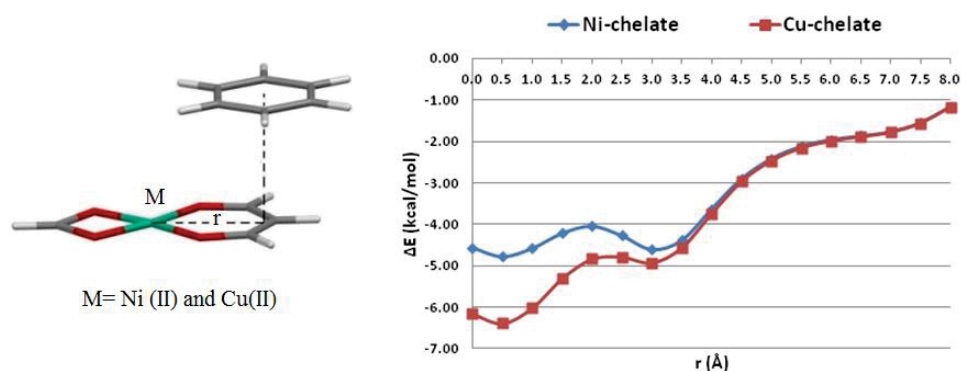 M
r
M= Ni (II) and Cu(II)
Ni-chelate Cu-chelate
0.00
0.0 0.5 1.0 1.5 2.0 2.5 3.0 3.5 4.0 4.5 5.0 5.5 6.0 6.5 7.0 7.5 8.0
-1.00
-2.00
-3.00
-4.00
-5.00
-6.00
-7.00
ΔE (kcal/mol)
r (Å)